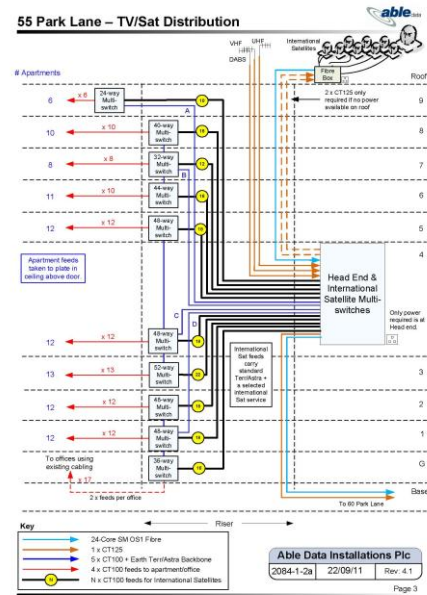 55 Park Lane – TV/Sat Distribution
able data
VHF
UHF
DABS
International
Satellites
Fibre
Box
# Apartments
Roof
2 x CT125 only
required if no power
available on roof
6
x 6
24-way
Multi-
switch
A
9
10
x 10
40-way
Multi-
switch
8
8
x 8
32-way
Multi-
switch
B
7
11
x 10
44-way
Multi-
switch
6
12
x 12
48-way
Multi-
switch
5
4
Apartment feeds
taken to plate in
ceiling above door.
Head End &
International
Satellite Multi-
switches
Only power
required is at
Head end.
C
D
12
x 12
48-way
Multi-
switch
International
Sat feeds
carry
standard
Terr/Astra +
a selected
international
Sat service
13
x 13
52-way
Multi-
switch
3
12
x 12
48-way
Multi-
switch
2
12
x 12
48-way
Multi-
switch
1
To offices using
existing cabling
36-way
Multi-
switch
G
x 17
2 x feeds per office
Base
To 60 Park Lane
Riser
Key
24-Core SM OS1 Fibre
1 x CT125
5 x CT100 + Earth Terr/Astra Backbone
4 x CT100 feeds to apartment/office
N
N x CT100 feeds for International Satellites
Able Data Installations Plc
2084-1-2a
22/09/11
Rev: 4.1
Page 3